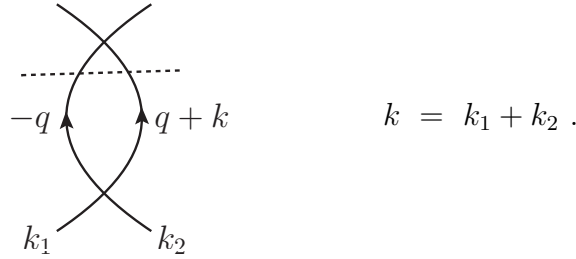 −q q + k k = k₁ + k₂ .
k₁ k₂